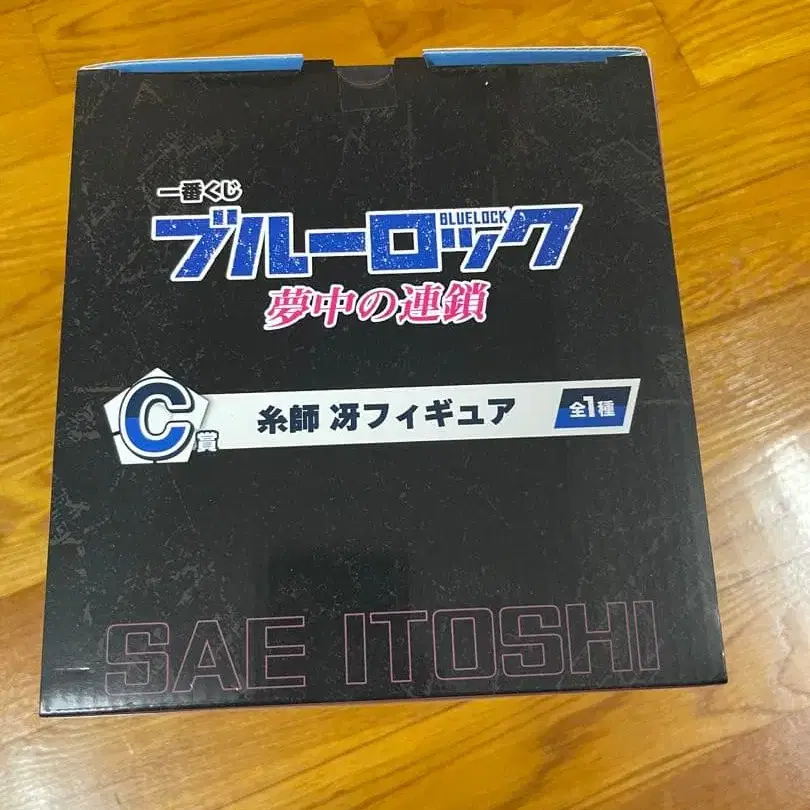 一番くじ
ブルーロック
BLUELOCK
夢中の連鎖
C賞
糸師 冴フィギュア
全1種
SAE ITOSHI